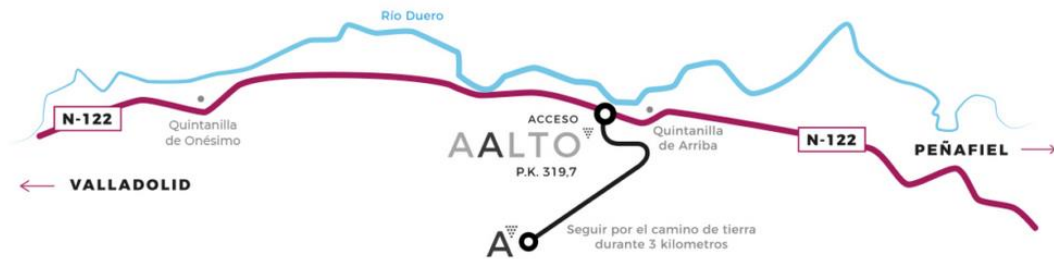 Río Duero
N-122
Quintanilla
de Onésimo
ACCESO
AALTO
P.K. 319,7
Quintanilla
de Arriba
N-122
PEÑAFIEL
VALLADOLID
A
Seguir por el camino de tierra
durante 3 kilometros